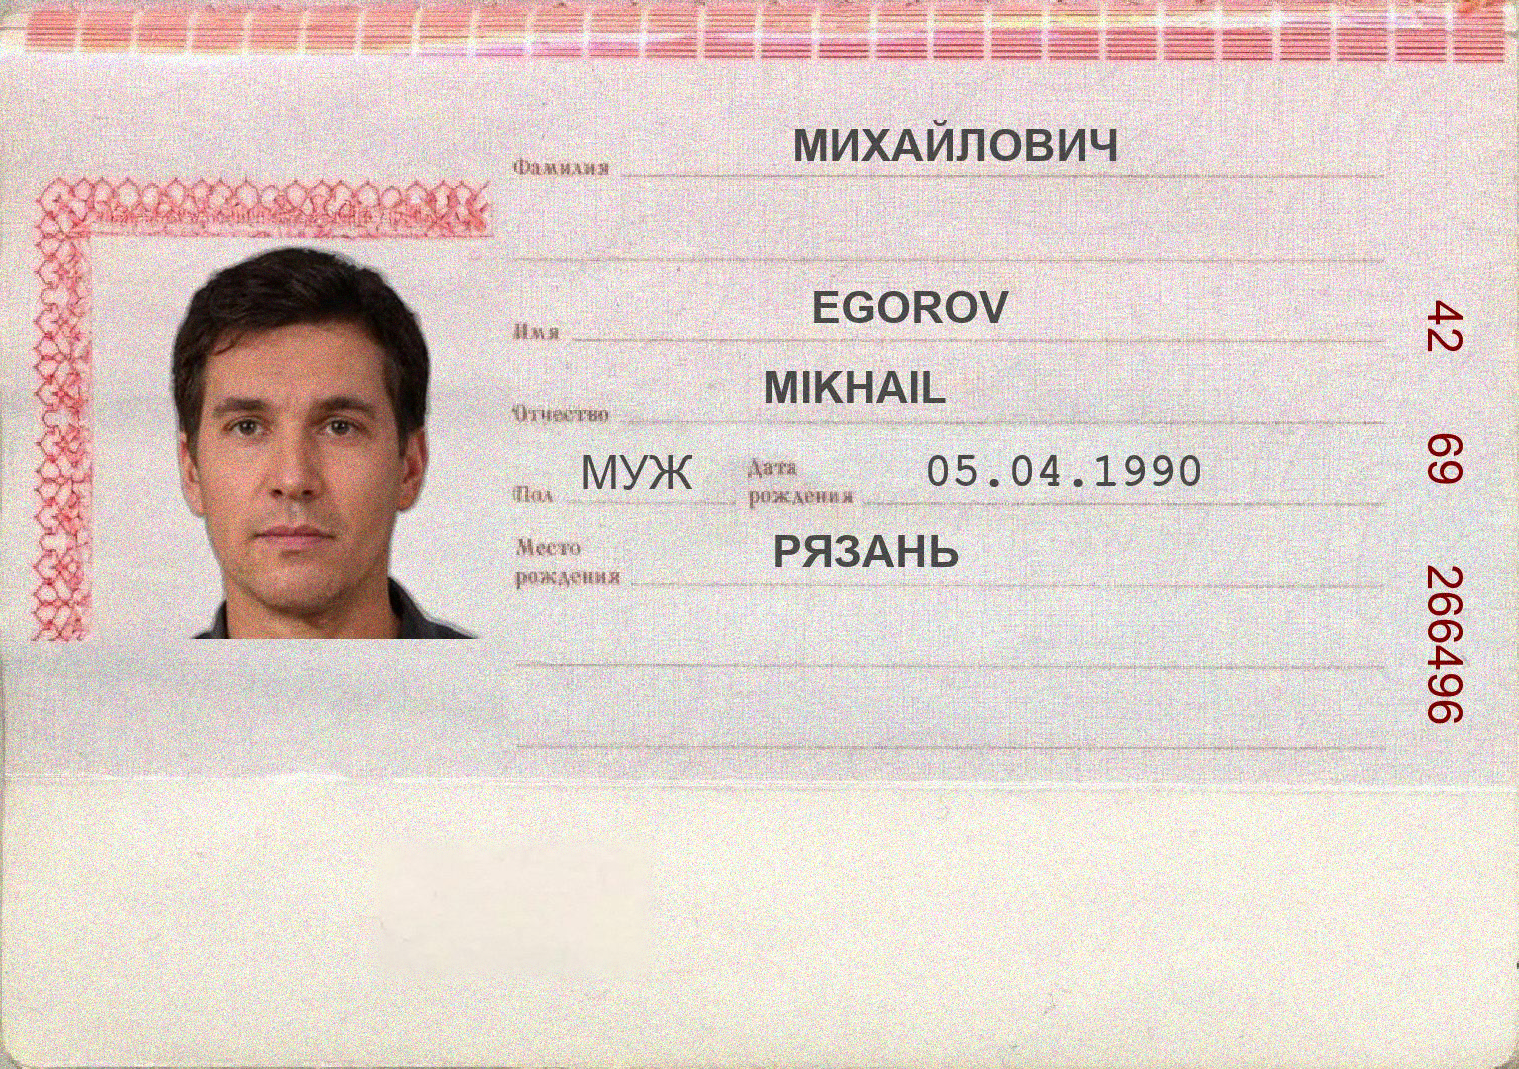 Фамилия МИХАЙЛОВИЧ
Имя EGOROV
Отчество MIKHAIL
Пол МУЖ Дата рождения 05.04.1990
Место рождения РЯЗАНЬ
42 69 266496